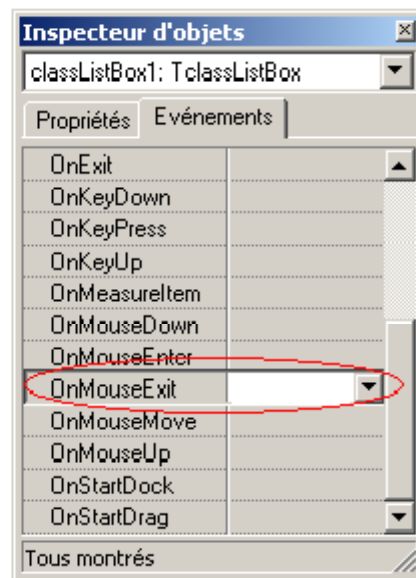 Inspecteur d'objets
classListBox1: TclassListBox
Propriétés Evénements
OnExit
OnKeyDown
OnKeyPress
OnKeyUp
OnMeasureItem
OnMouseDown
OnMouseEnter
OnMouseExit
OnMouseMove
OnMouseUp
OnStartDock
OnStartDrag
Tous montrés